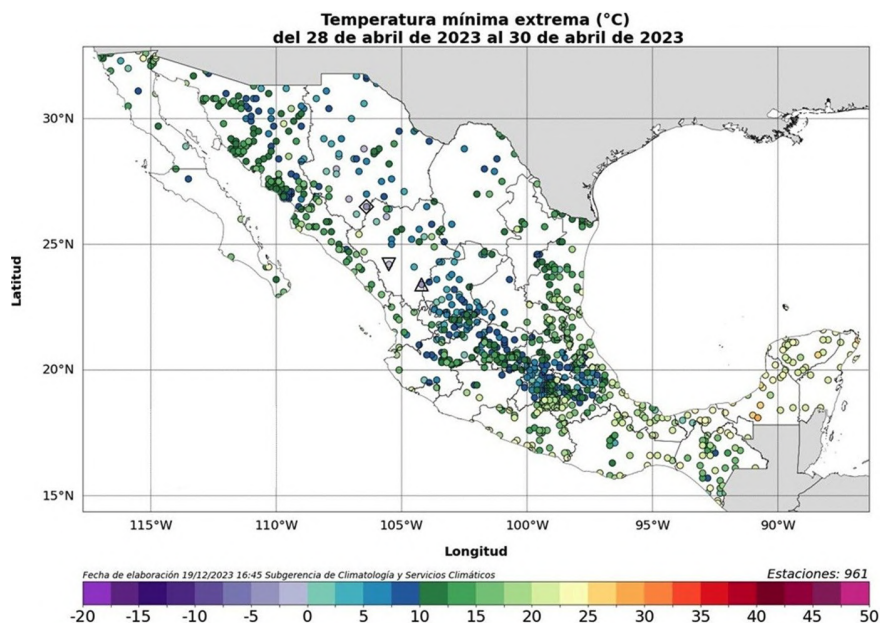 Temperatura mínima extrema (°C)
del 28 de abril de 2023 al 30 de abril de 2023
30°N
25°N
20°N
15°N
Latitud
115°W 110°W 105°W 100°W 95°W 90°W
Longitud
Fecha de elaboración 19/12/2023 16:45 Subgerencia de Climatología y Servicios Climáticos
Estaciones: 961
-20 -15 -10 -5 0 5 10 15 20 25 30 35 40 45 50